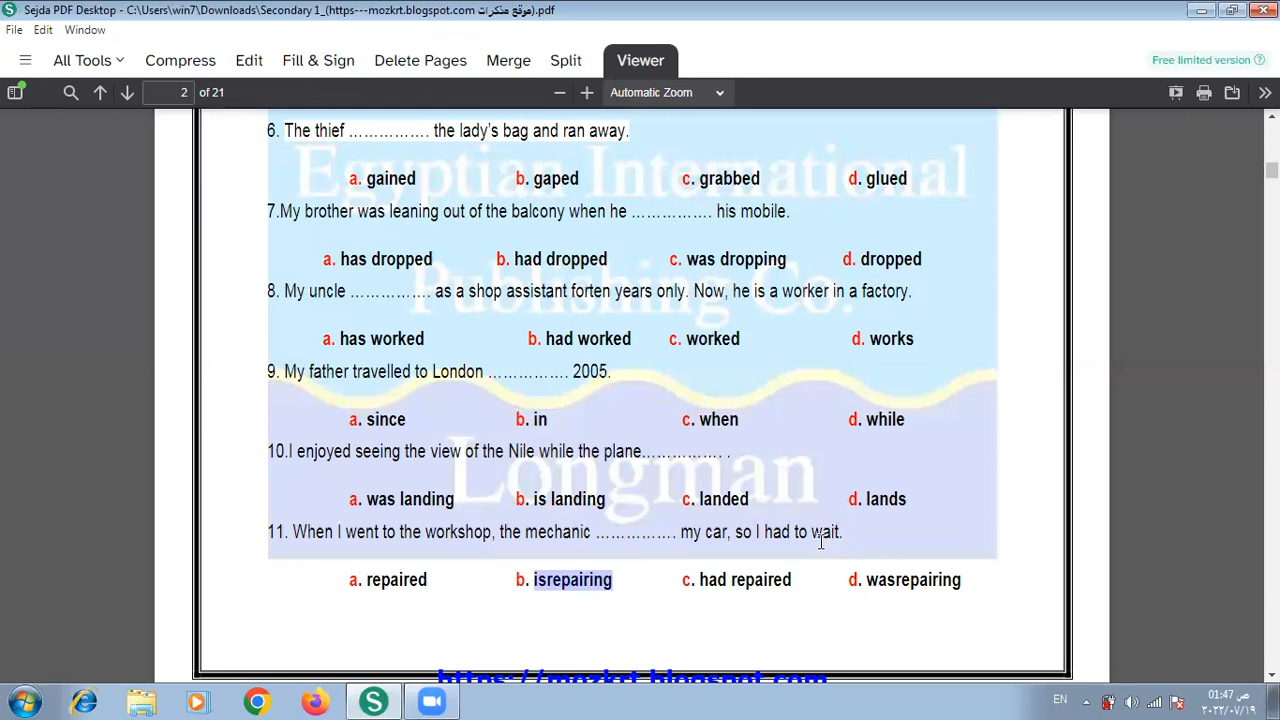 Sejda PDF Desktop - C:\Users\win7\Downloads\Secondary 1_(https---mozkrt.blogspot.com موقع مذكرات).pdf
File Edit Window
All Tools Compress Edit Fill & Sign Delete Pages Merge Split Viewer Free limited version
2 of 21 Automatic Zoom
Egyptian International
Publishing Co.
Longman
6. The thief ……………. the lady's bag and ran away.
a. gained b. gaped c. grabbed d. glued
7.My brother was leaning out of the balcony when he ……………. his mobile.
a. has dropped b. had dropped c. was dropping d. dropped
8. My uncle ……………. as a shop assistant forten years only. Now, he is a worker in a factory.
a. has worked b. had worked c. worked d. works
9. My father travelled to London ……………. 2005.
a. since b. in c. when d. while
10.I enjoyed seeing the view of the Nile while the plane……………. .
a. was landing b. is landing c. landed d. lands
11. When I went to the workshop, the mechanic ……………. my car, so I had to wait.
a. repaired b. isrepairing c. had repaired d. wasrepairing
https://mozkrt.blogspot.com
EN 01:47 ص
٢٠٢٢/٠٧/١٩